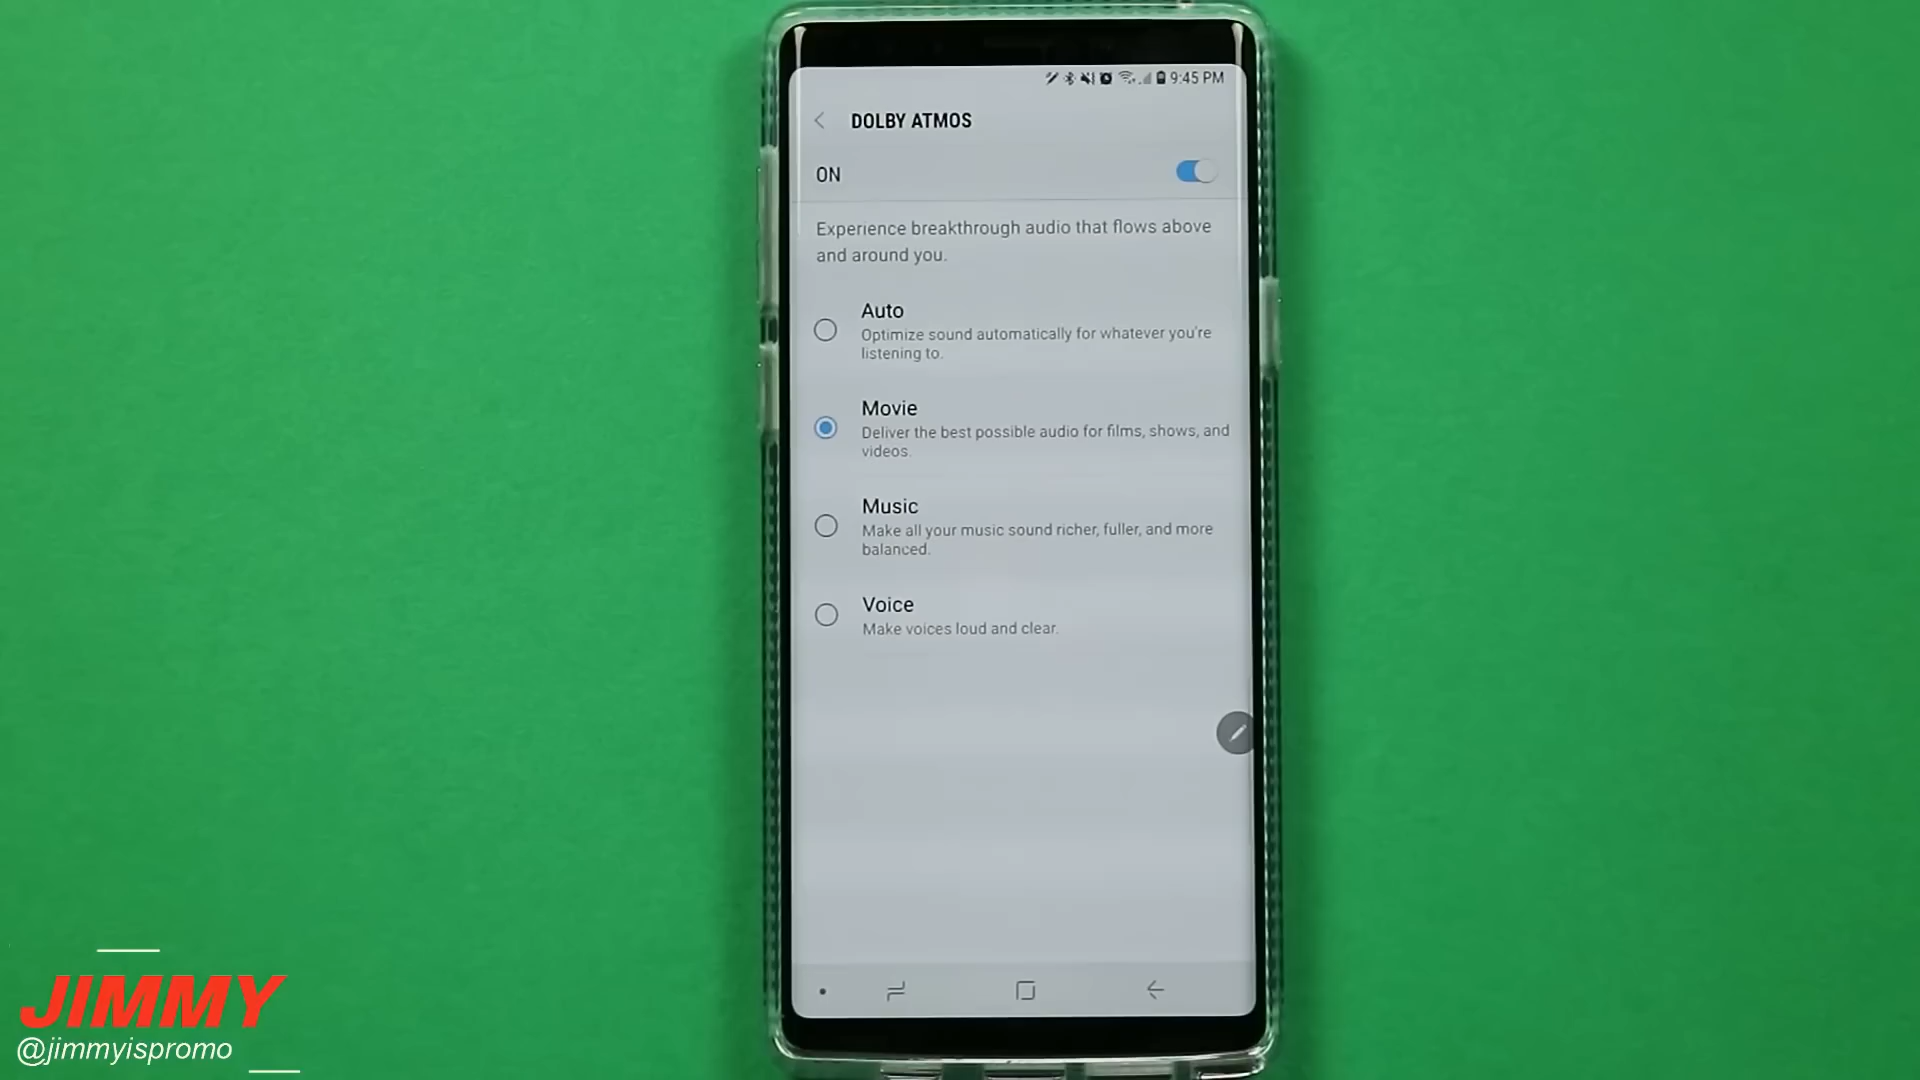 9:45 PM
DOLBY ATMOS
ON
Experience breakthrough audio that flows above
and around you.
Auto
Optimize sound automatically for whatever you're
listening to.
Movie
Deliver the best possible audio for films, shows, and
videos.
Music
Make all your music sound richer, fuller, and more
balanced.
Voice
Make voices loud and clear.
JIMMY
@jimmyispromo